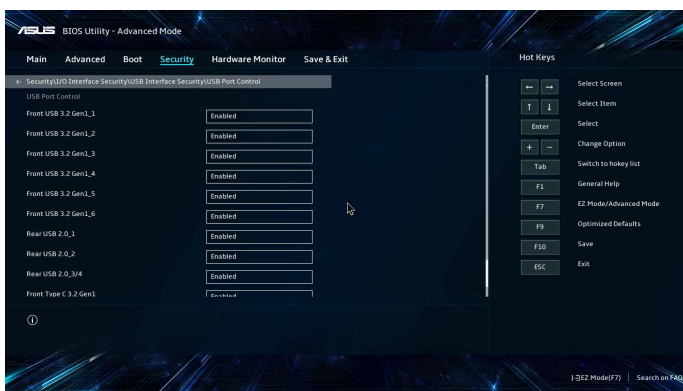 ASUS BIOS Utility - Advanced Mode
Main Advanced Boot Security Hardware Monitor Save & Exit
Hot Keys
← Security\I/O Interface Security\USB Interface Security\USB Port Control
USB Port Control
Front USB 3.2 Gen1_1 Enabled
Front USB 3.2 Gen1_2 Enabled
Front USB 3.2 Gen1_3 Enabled
Front USB 3.2 Gen1_4 Enabled
Front USB 3.2 Gen1_5 Enabled
Front USB 3.2 Gen1_6 Enabled
Rear USB 2.0_1 Enabled
Rear USB 2.0_2 Enabled
Rear USB 2.0_3/4 Enabled
Front Type C 3.2 Gen1 Enabled
← → Select Screen
↑ ↓ Select Item
Enter Select
+ − Change Option
Tab Switch to hokey list
F1 General Help
F7 EZ Mode/Advanced Mode
F9 Optimized Defaults
F10 Save
ESC Exit
EZ Mode(F7) | Search on FAQ